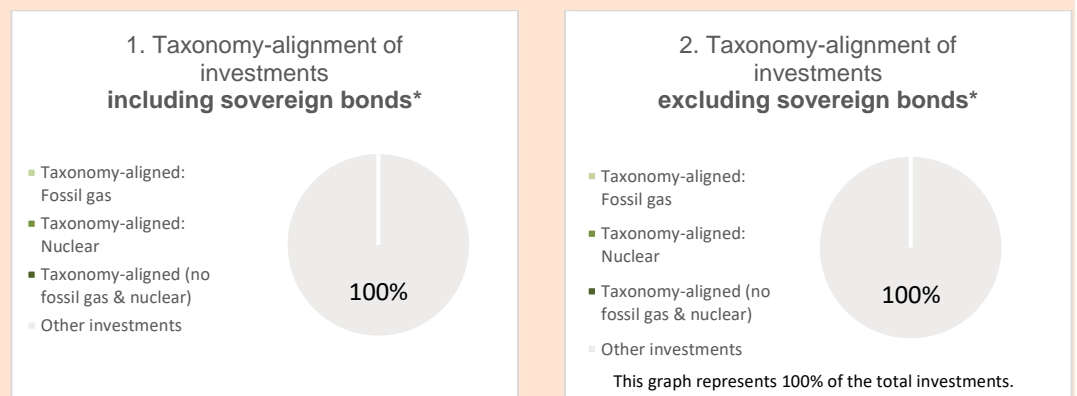 1. Taxonomy-alignment of
investments
including sovereign bonds*
Taxonomy-aligned:
Fossil gas
Taxonomy-aligned:
Nuclear
Taxonomy-aligned (no
fossil gas & nuclear)
Other investments
100%
2. Taxonomy-alignment of
investments
excluding sovereign bonds*
Taxonomy-aligned:
Fossil gas
Taxonomy-aligned:
Nuclear
Taxonomy-aligned (no
fossil gas & nuclear)
Other investments
100%
This graph represents 100% of the total investments.